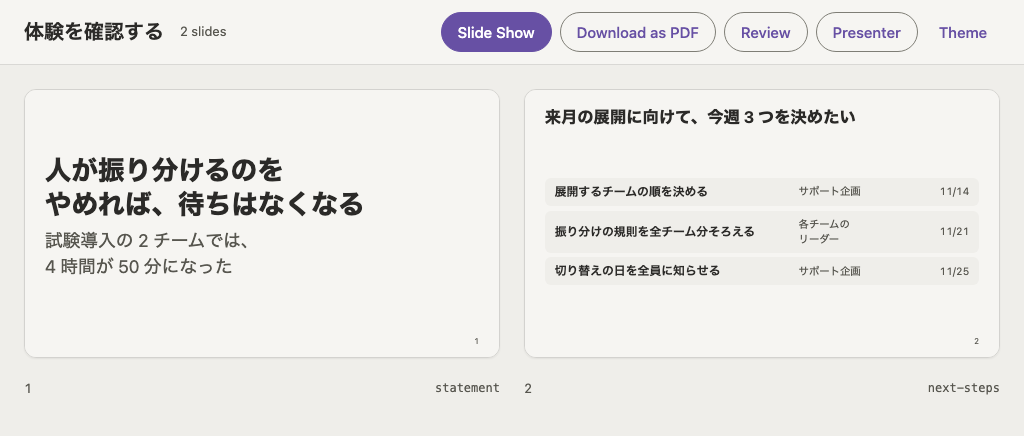 体験を確認する 2 slides Slide Show Download as PDF Review Presenter Theme
人が振り分けるのを
やめれば、待ちはなくなる
試験導入の 2 チームでは、
4 時間が 50 分になった
1
1 statement
来月の展開に向けて、今週 3 つを決めたい
展開するチームの順を決める サポート企画 11/14
振り分けの規則を全チーム分そろえる 各チームの
リーダー 11/21
切り替えの日を全員に知らせる サポート企画 11/25
2
2 next-steps